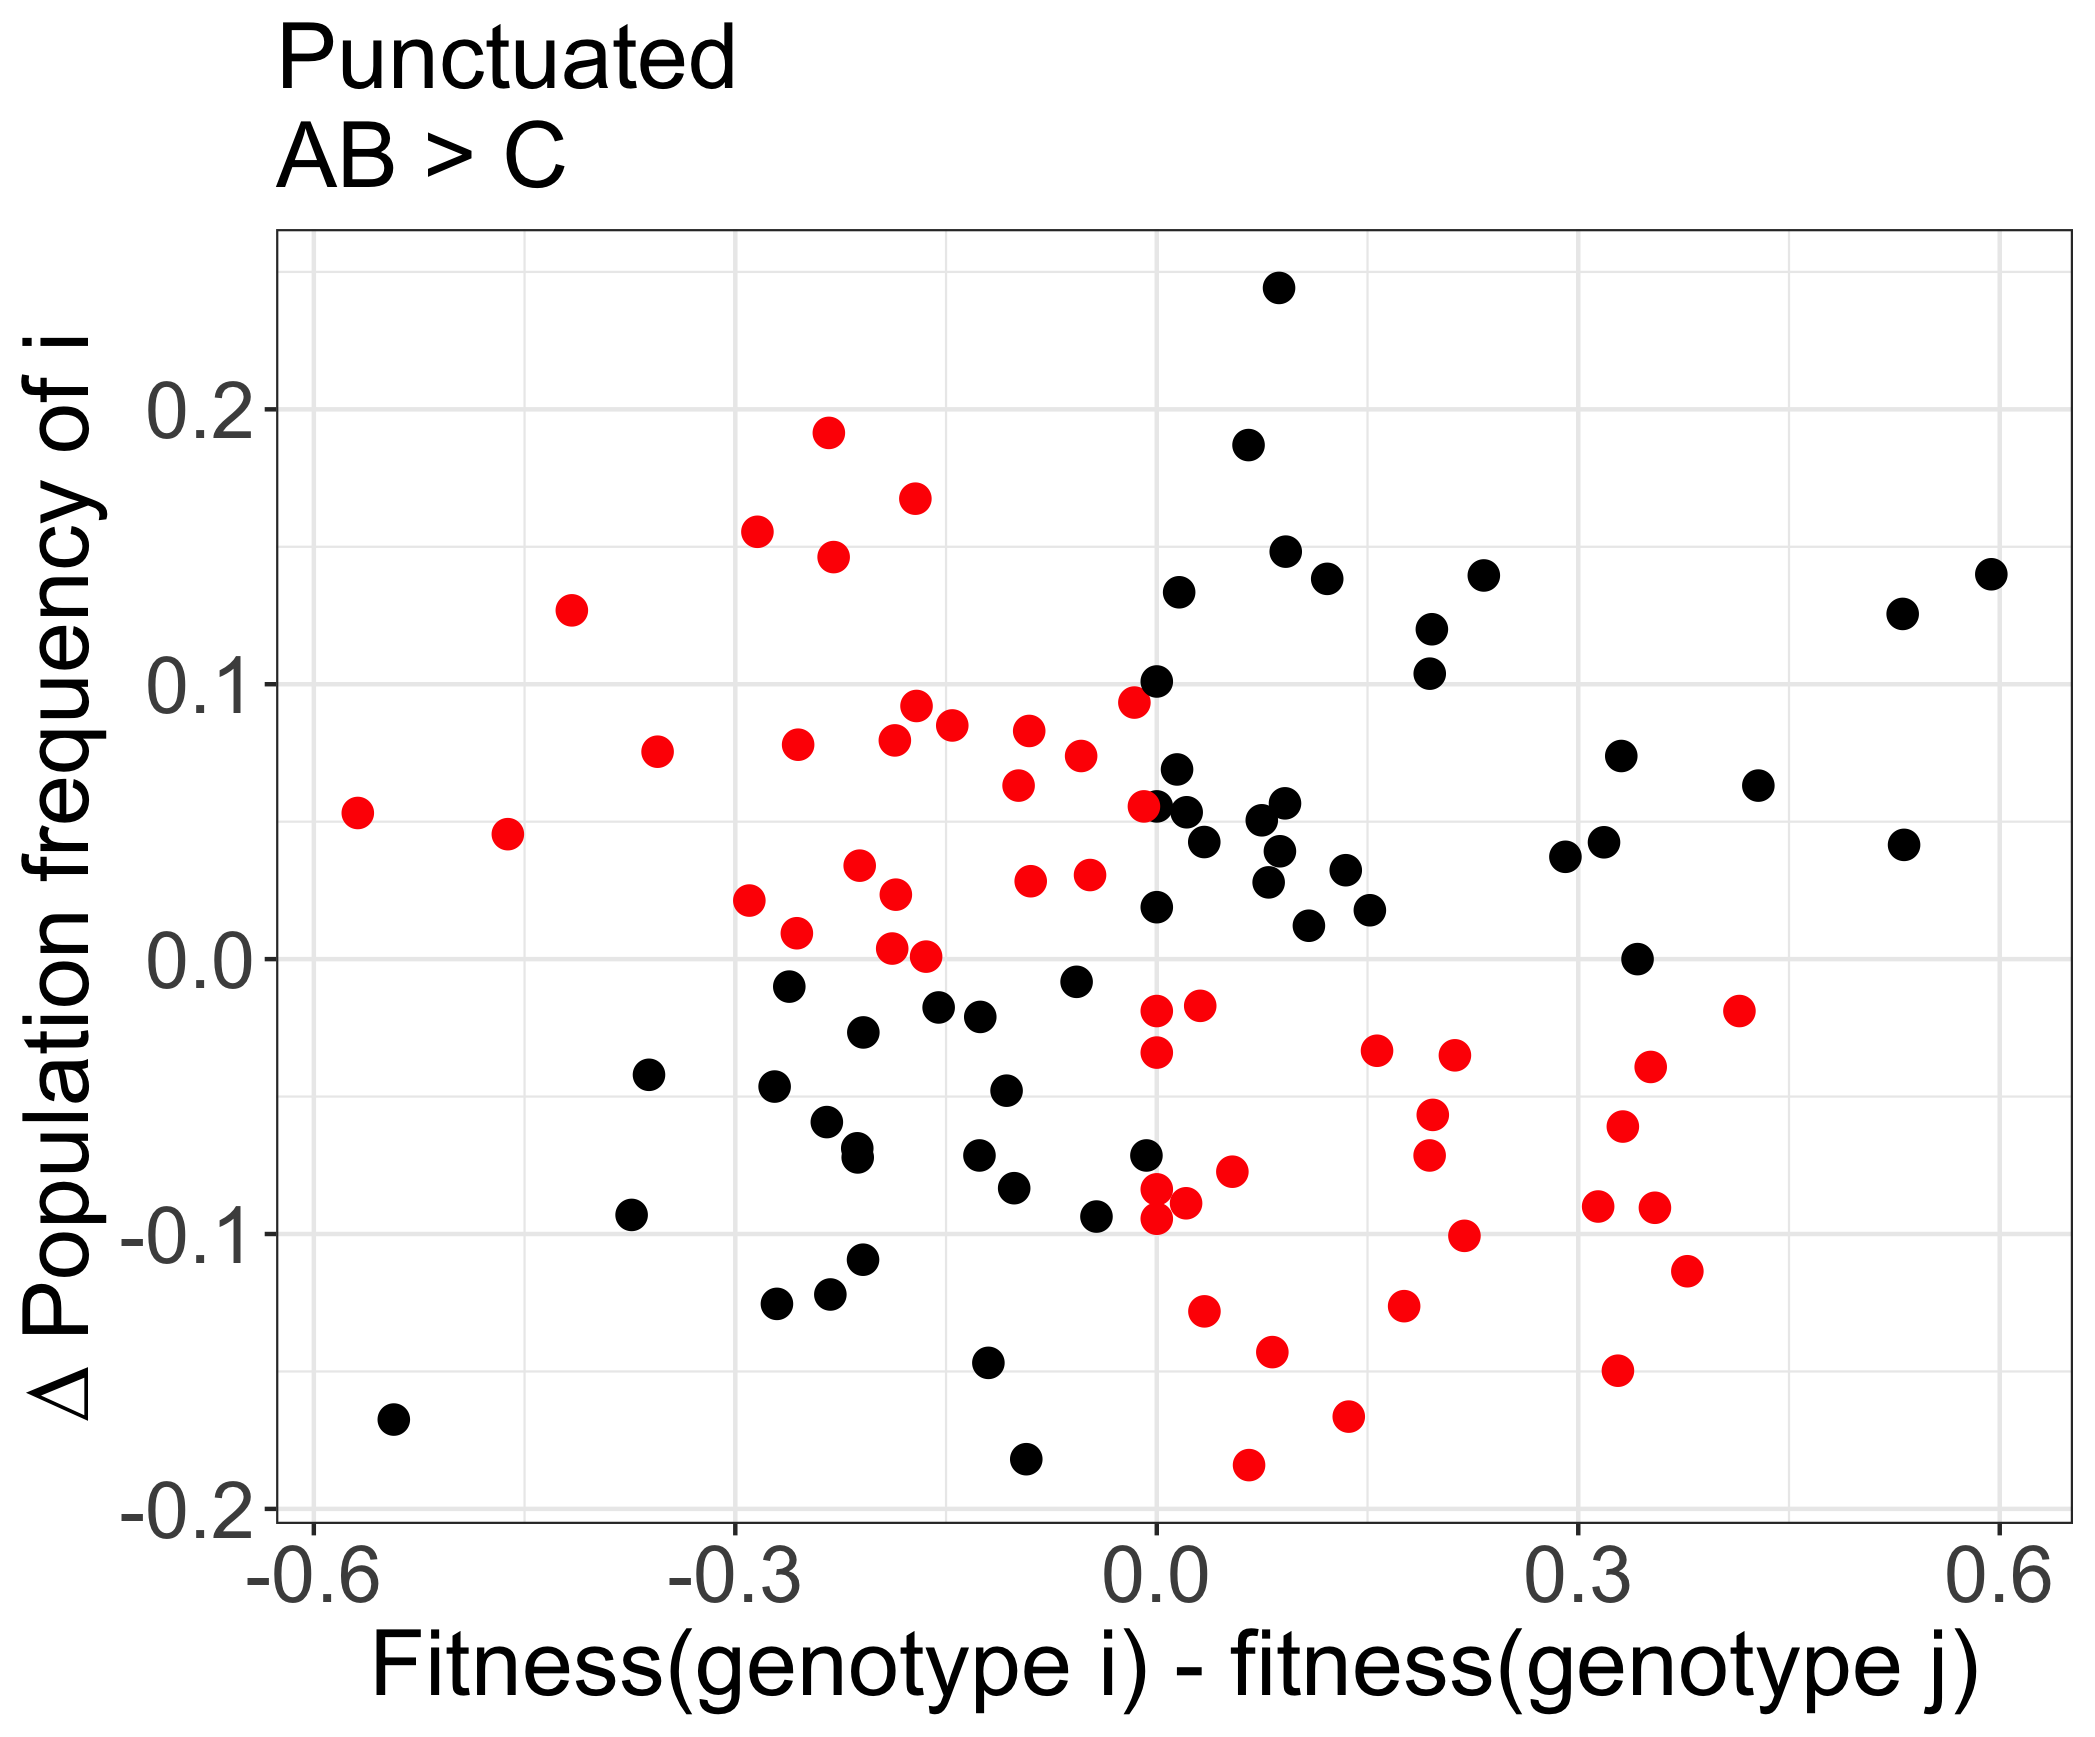 Punctuated
AB > C
Δ Population frequency of i
0.2
0.1
0.0
-0.1
-0.2
-0.6 -0.3 0.0 0.3 0.6
Fitness(genotype i) - fitness(genotype j)